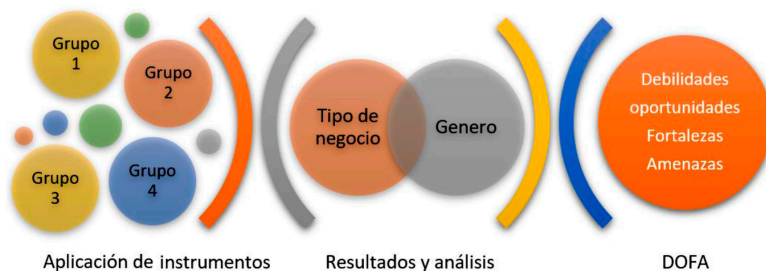 Grupo
1
Grupo
2
Grupo
3
Grupo
4
Tipo de
negocio
Genero
Debilidades
oportunidades
Fortalezas
Amenazas
Aplicación de instrumentos
Resultados y análisis
DOFA